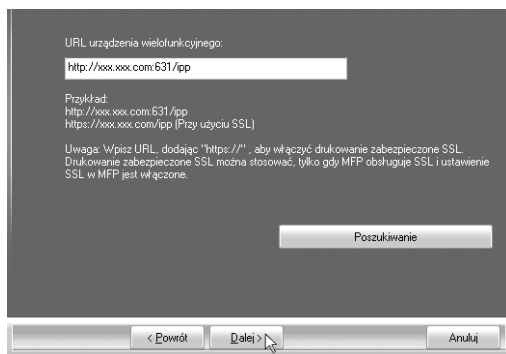 URL urządzenia wielofunkcyjnego:
http://xxx.xxx.com:631/ipp
Przykład:
http://xxx.xxx.com:631/ipp
https://xxx.xxx.com/ipp (Przy użyciu SSL)
Uwaga: Wpisz URL, dodając "https://" , aby włączyć drukowanie zabezpieczone SSL.
Drukowanie zabezpieczone SSL można stosować, tylko gdy MFP obsługuje SSL i ustawienie
SSL w MFP jest włączone.
Poszukiwanie
< Powrót
Dalej >
Anuluj